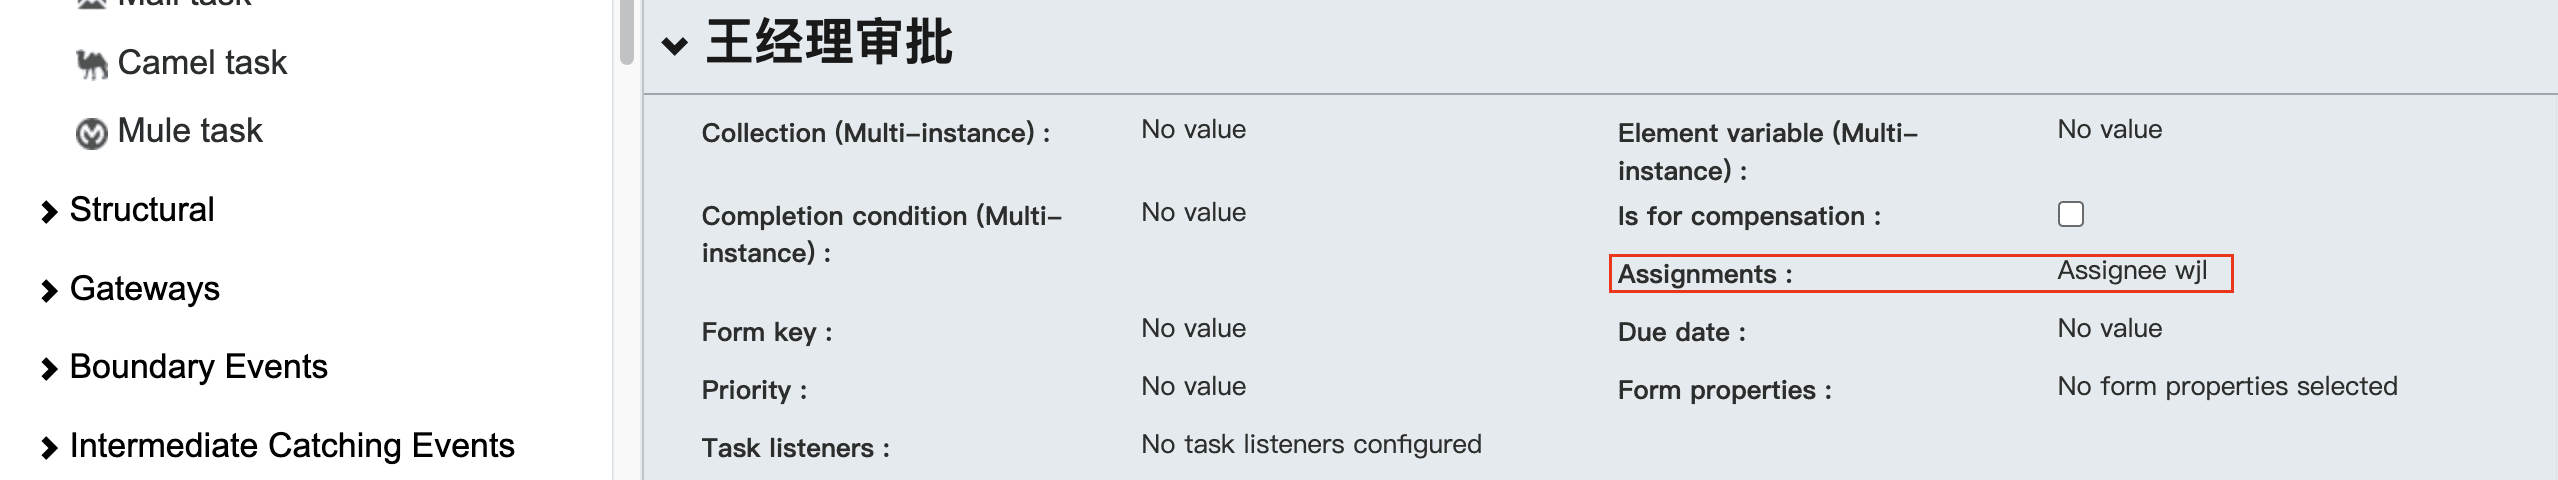 Mail task
Camel task
Mule task
Structural
Gateways
Boundary Events
Intermediate Catching Events
王经理审批
Collection (Multi-instance) : No value
Element variable (Multi-
instance) : No value
Completion condition (Multi-
instance) : No value
Is for compensation :
Assignments : Assignee wjl
Form key : No value
Due date : No value
Priority : No value
Form properties : No form properties selected
Task listeners : No task listeners configured